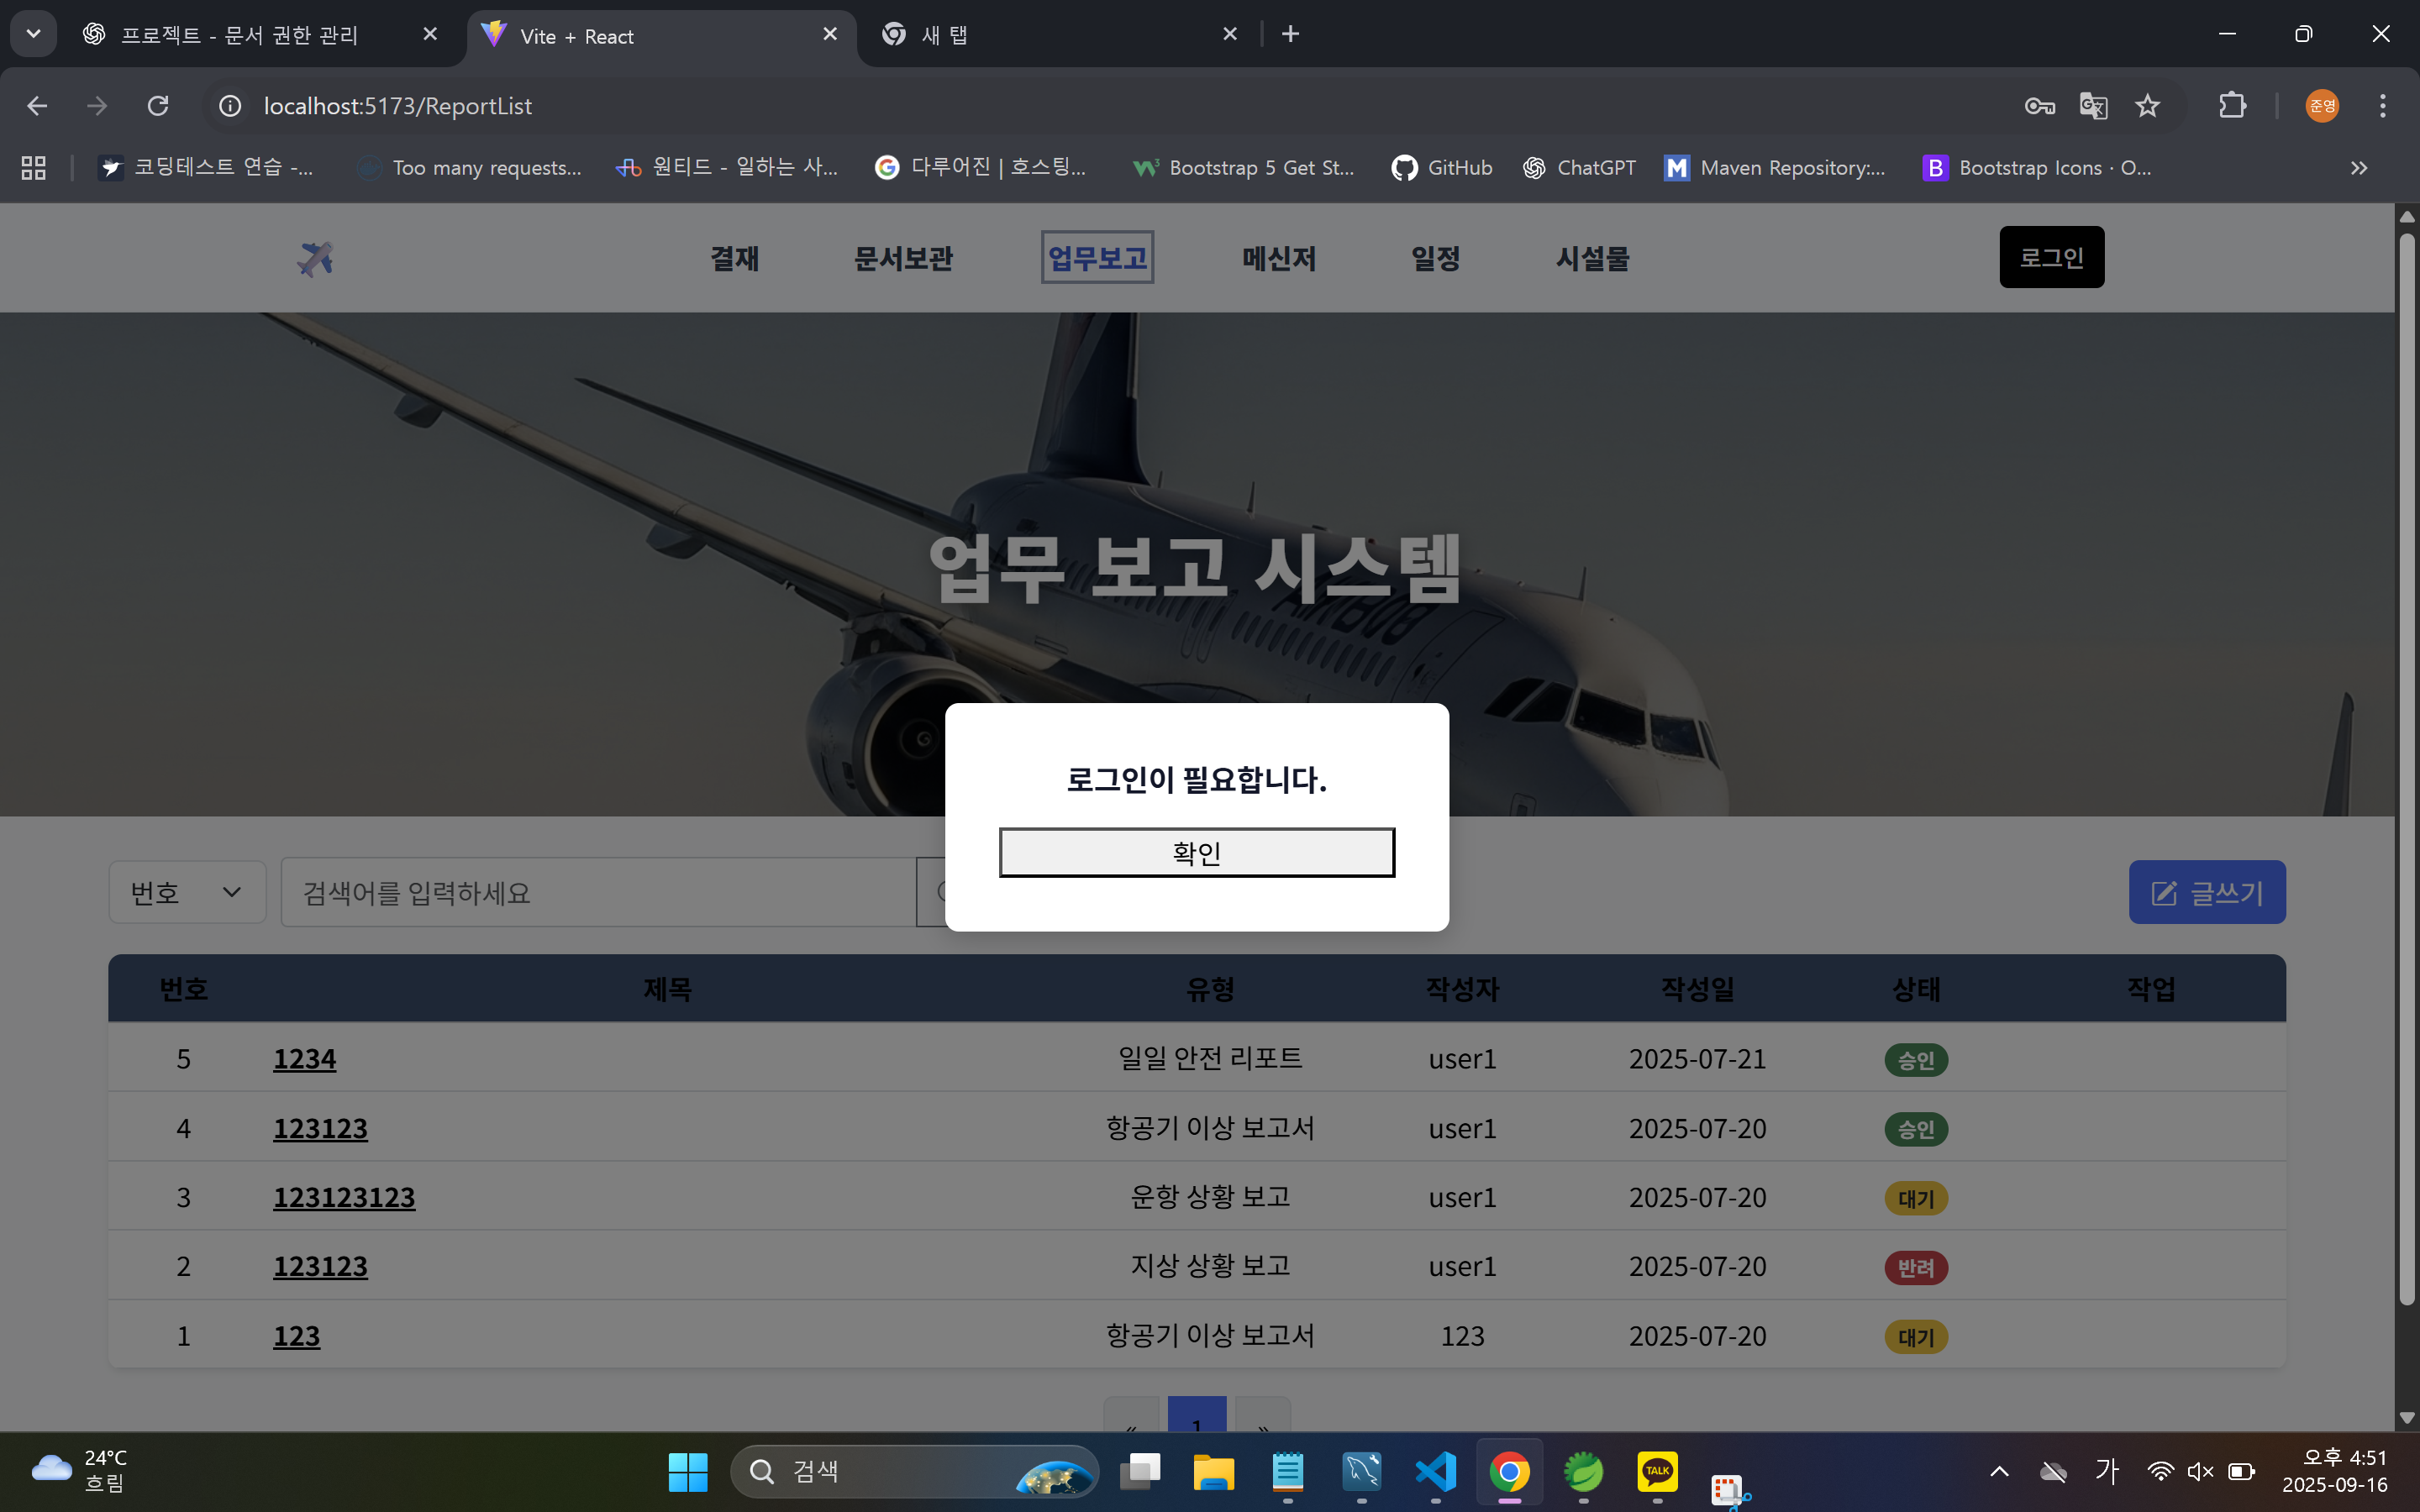 프로젝트 - 문서 권한 관리
Vite + React
새 탭
localhost:5173/ReportList
준영
코딩테스트 연습 -...
Too many requests...
원티드 - 일하는 사...
다루어진 | 호스팅...
Bootstrap 5 Get St...
GitHub
ChatGPT
Maven Repository:...
Bootstrap Icons · O...
결재 문서보관 업무보고 메신저 일정 시설물 로그인
업무 보고 시스템
로그인이 필요합니다.
확인
번호 검색어를 입력하세요 글쓰기
번호 제목 유형 작성자 작성일 상태 작업
5 1234 일일 안전 리포트 user1 2025-07-21 승인
4 123123 항공기 이상 보고서 user1 2025-07-20 승인
3 123123123 운항 상황 보고 user1 2025-07-20 대기
2 123123 지상 상황 보고 user1 2025-07-20 반려
1 123 항공기 이상 보고서 123 2025-07-20 대기
« 1 »
24°C
흐림
검색
TALK
가
오후 4:51
2025-09-16